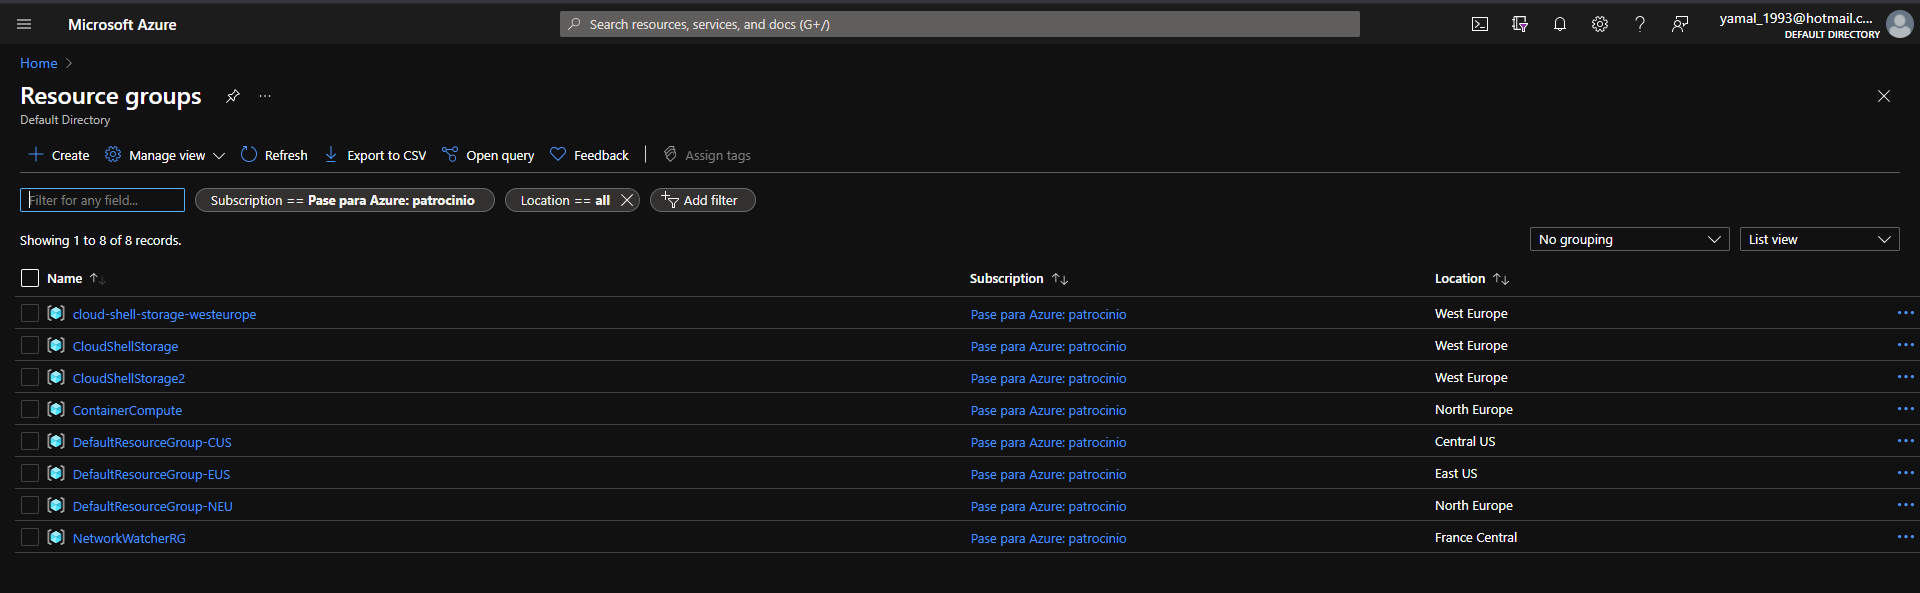 Microsoft Azure
Search resources, services, and docs (G+/)
yamal_1993@hotmail.c...
DEFAULT DIRECTORY
Home
Resource groups
Default Directory
Create Manage view Refresh Export to CSV Open query Feedback Assign tags
Filter for any field... Subscription == Pase para Azure: patrocinio Location == all Add filter
Showing 1 to 8 of 8 records. No grouping List view
Name Subscription Location
cloud-shell-storage-westeurope Pase para Azure: patrocinio West Europe
CloudShellStorage Pase para Azure: patrocinio West Europe
CloudShellStorage2 Pase para Azure: patrocinio West Europe
ContainerCompute Pase para Azure: patrocinio North Europe
DefaultResourceGroup-CUS Pase para Azure: patrocinio Central US
DefaultResourceGroup-EUS Pase para Azure: patrocinio East US
DefaultResourceGroup-NEU Pase para Azure: patrocinio North Europe
NetworkWatcherRG Pase para Azure: patrocinio France Central